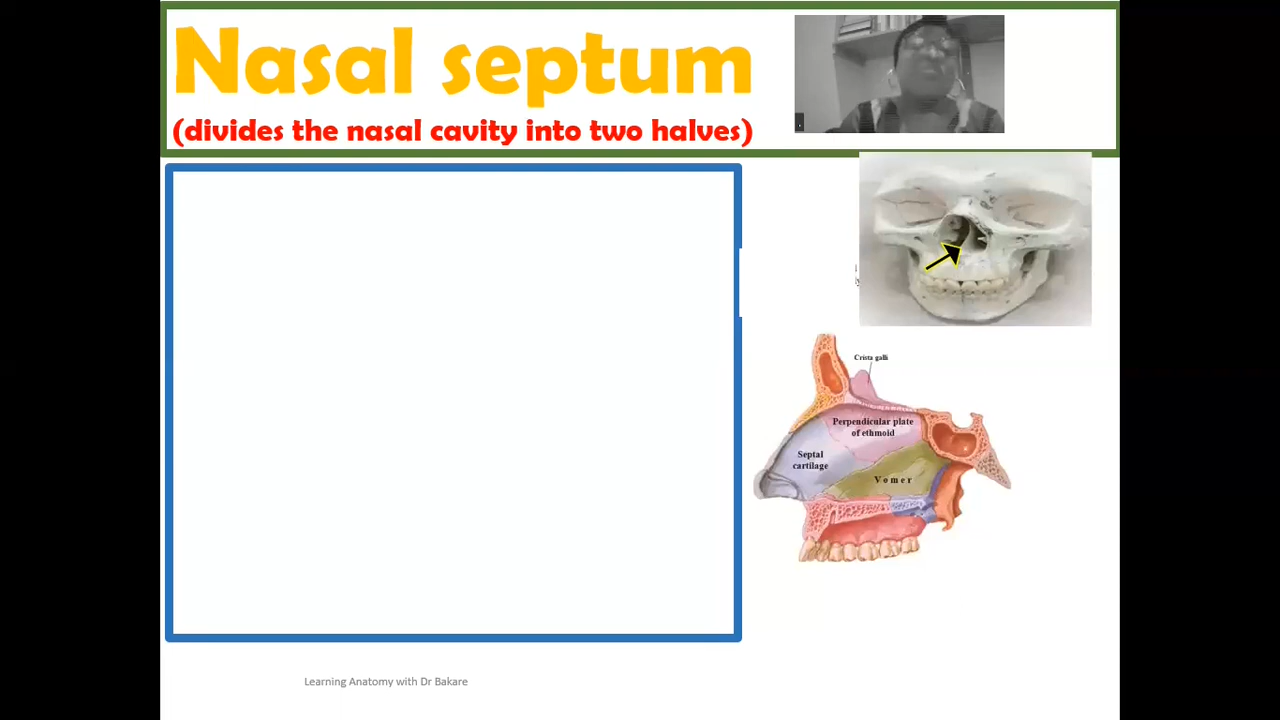 Nasal septum
(divides the nasal cavity into two halves)
Crista galli
Perpendicular plate
of ethmoid
Septal
cartilage
Vomer
Learning Anatomy with Dr Bakare